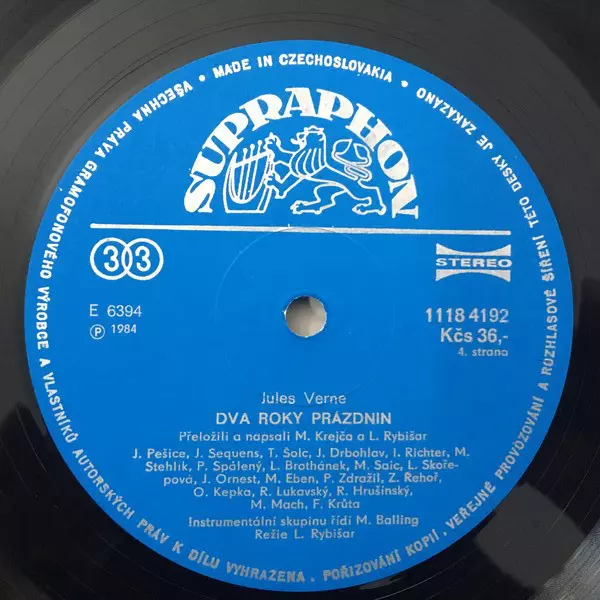 VŠECHNA PRÁVA GRAMOFONOVÉHO VÝROBCE A VLASTNÍKŮ AUTORSKÝCH PRÁV K DÍLU VYHRAŽENA. POŘIZOVÁNÍ KOPIÍ, VEŘEJNÉ PROVOZOVÁNÍ A ROZHLASOVÉ ŠÍŘENÍ TÉTO DESKY JE ZAKÁZÁNO • MADE IN CZECHOSLOVAKIA •
SUPRAPHON
33
STEREO
E 6394
1118 4192
Ⓟ 1984
Kčs 36,-
4. strana
Jules Verne
DVA ROKY PRÁZDNIN
Přeložili a napsali M. Krejča a L. Rybišar
J. Pešice, J. Sequens, T. Šolc, J. Drbohlav, I. Richter, M.
Stehlík, P. Spálený, L. Brothánek, M. Saic, L. Skoře-
pová, J. Ornest, M. Eben, P. Zdražil, Z. Řehoř,
O. Kepka, R. Lukavský, R. Hrušinský,
M. Mach, F. Krůta
Instrumentální skupinu řídí M. Balling
Režie L. Rybišar